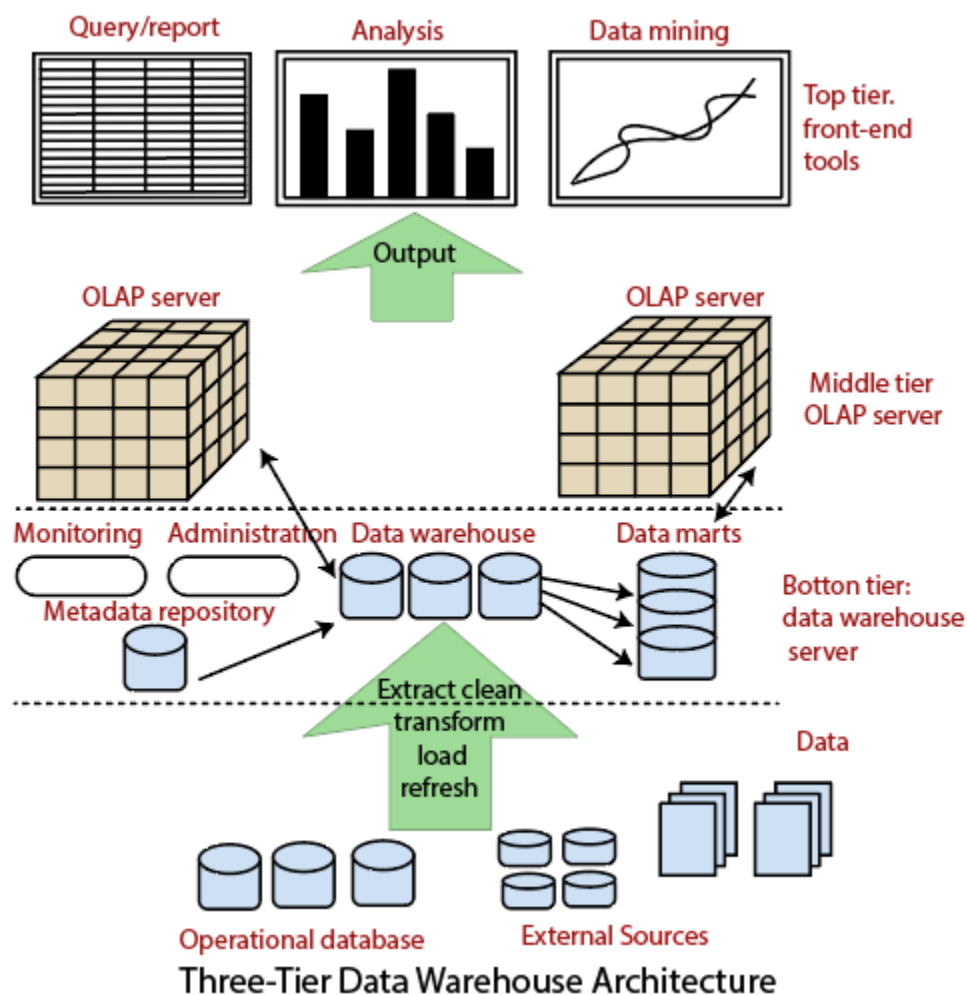 Query/report
Analysis
Data mining
Top tier.
front-end
tools
Output
OLAP server
OLAP server
Middle tier
OLAP server
Monitoring
Administration
Data warehouse
Data marts
Metadata repository
Botton tier:
data warehouse
server
Extract clean
transform
load
refresh
Data
Operational database
External Sources
Three-Tier Data Warehouse Architecture